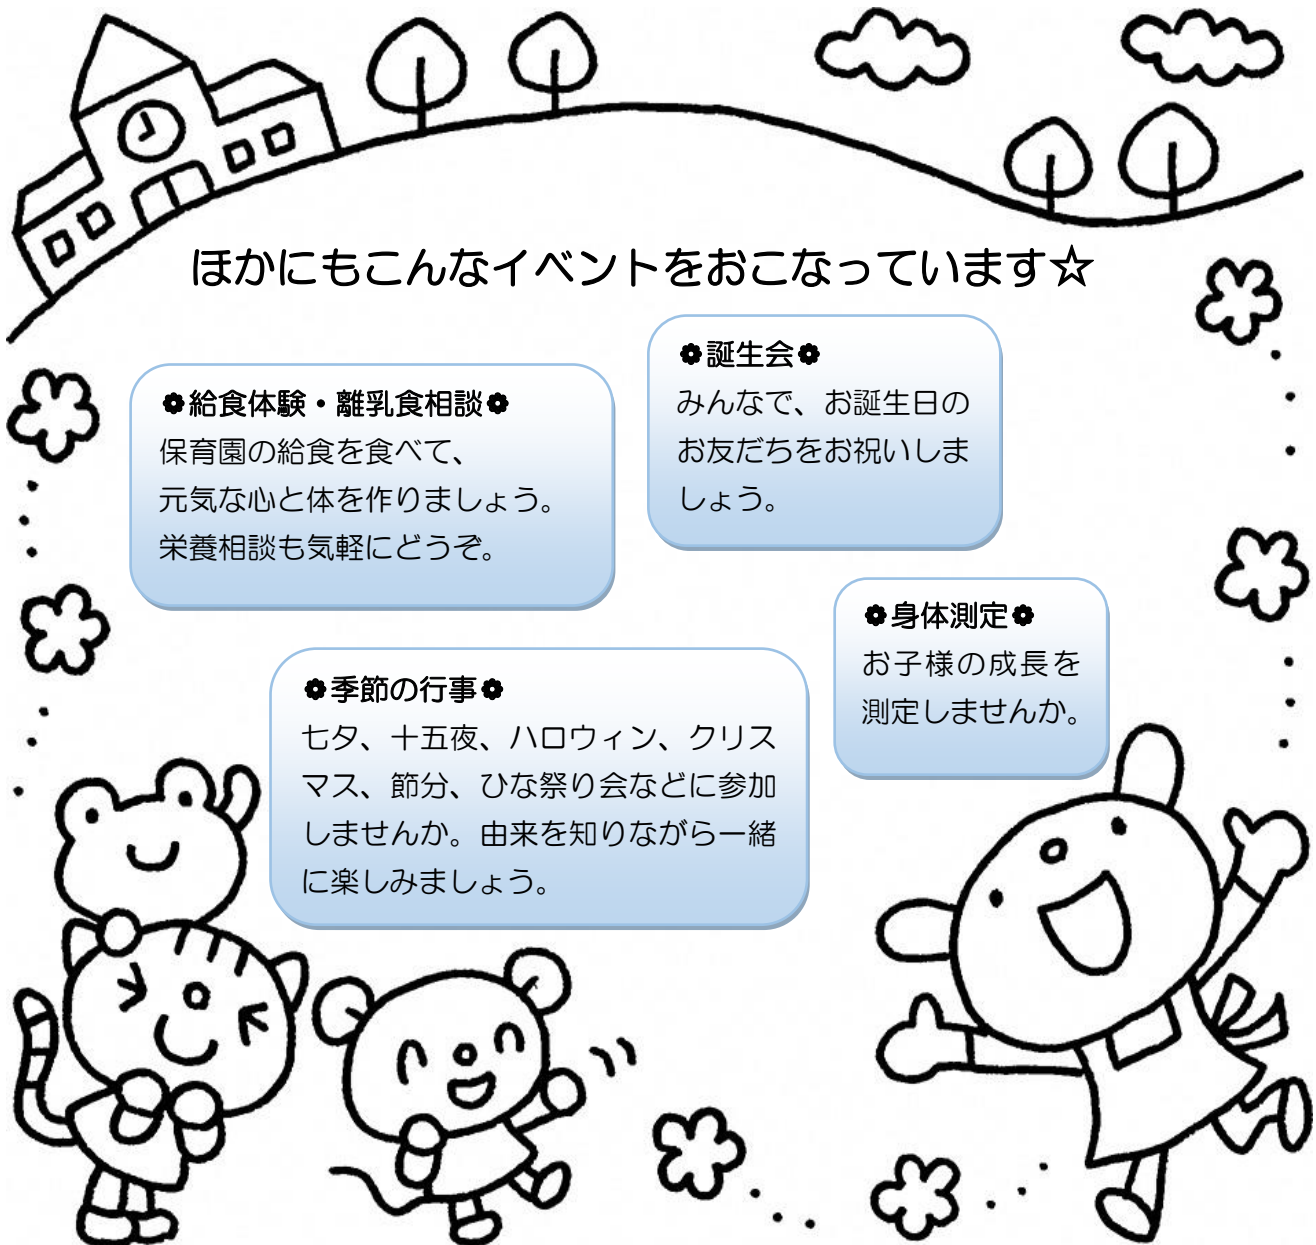 ほかにもこんなイベントをおこなっています☆
❁給食体験・離乳食相談❁
保育園の給食を食べて、
元気な心と体を作りましょう。
栄養相談も気軽にどうぞ。
❁誕生会❁
みんなで、お誕生日の
お友だちをお祝いしま
しょう。
❁身体測定❁
お子様の成長を
測定しませんか。
❁季節の行事❁
七夕、十五夜、ハロウィン、クリス
マス、節分、ひな祭り会などに参加
しませんか。由来を知りながら一緒
に楽しみましょう。